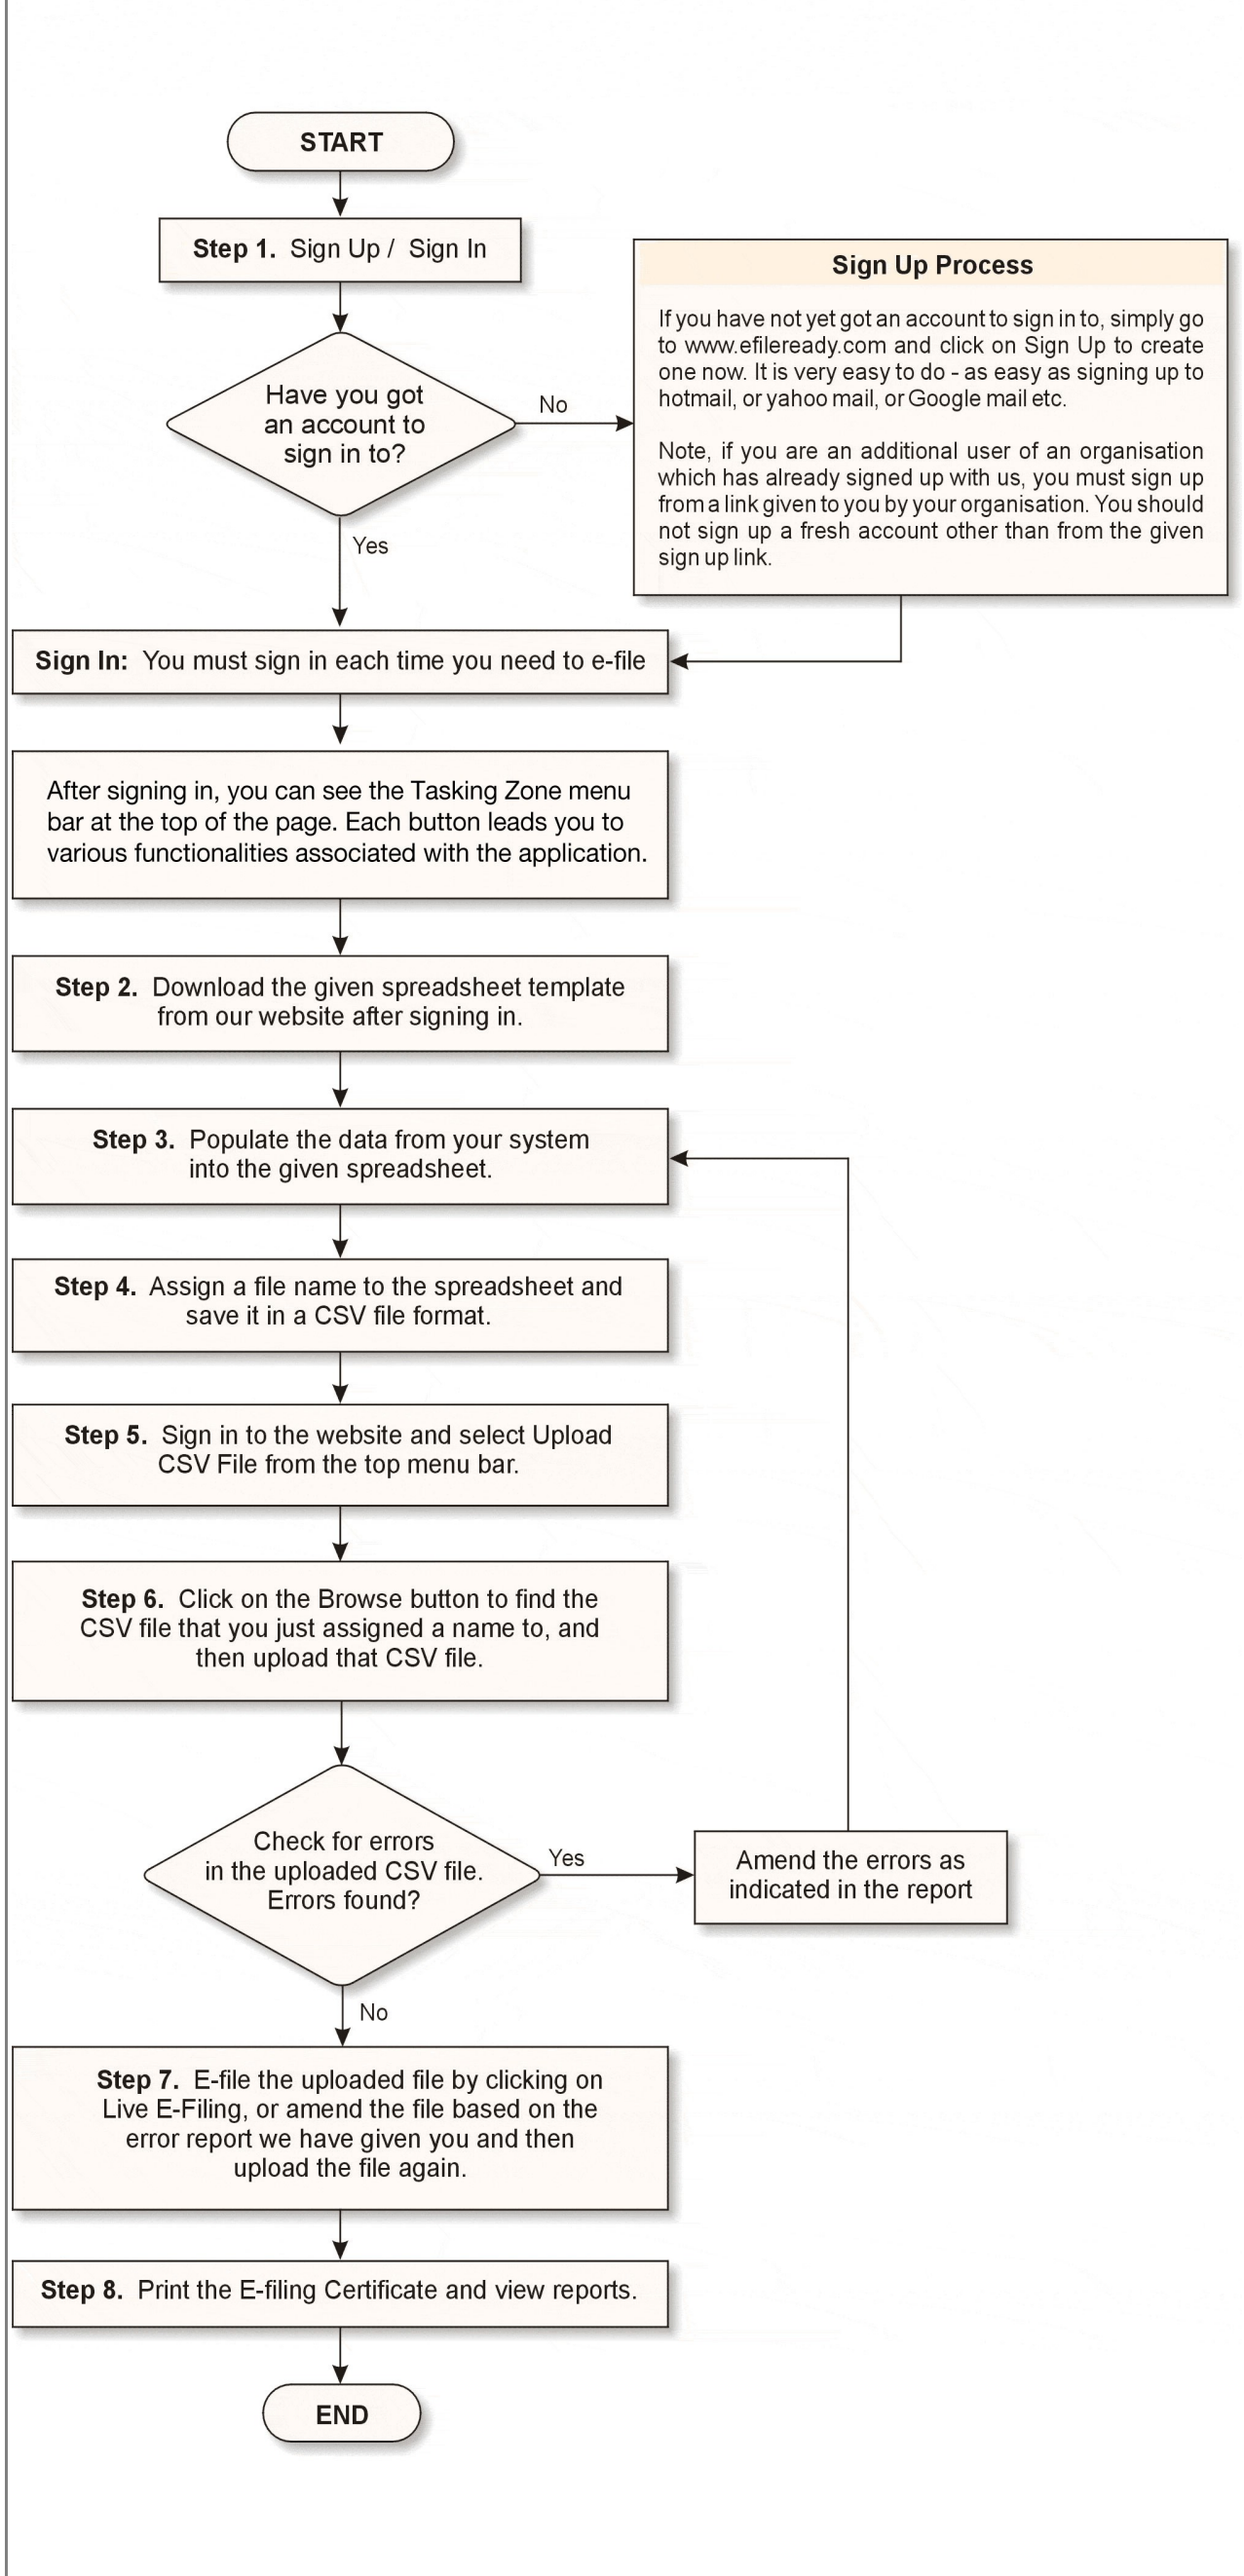 START
Step 1. Sign Up / Sign In
Have you got
an account to
sign in to?
No
Sign Up Process
If you have not yet got an account to sign in to, simply go
to www.efileready.com and click on Sign Up to create
one now. It is very easy to do - as easy as signing up to
hotmail, or yahoo mail, or Google mail etc.
Note, if you are an additional user of an organisation
which has already signed up with us, you must sign up
from a link given to you by your organisation. You should
not sign up a fresh account other than from the given
sign up link.
Yes
Sign In: You must sign in each time you need to e-file
After signing in, you can see the Tasking Zone menu
bar at the top of the page. Each button leads you to
various functionalities associated with the application.
Step 2. Download the given spreadsheet template
from our website after signing in.
Step 3. Populate the data from your system
into the given spreadsheet.
Step 4. Assign a file name to the spreadsheet and
save it in a CSV file format.
Step 5. Sign in to the website and select Upload
CSV File from the top menu bar.
Step 6. Click on the Browse button to find the
CSV file that you just assigned a name to, and
then upload that CSV file.
Check for errors
in the uploaded CSV file.
Errors found?
Yes
Amend the errors as
indicated in the report
No
Step 7. E-file the uploaded file by clicking on
Live E-Filing, or amend the file based on the
error report we have given you and then
upload the file again.
Step 8. Print the E-filing Certificate and view reports.
END